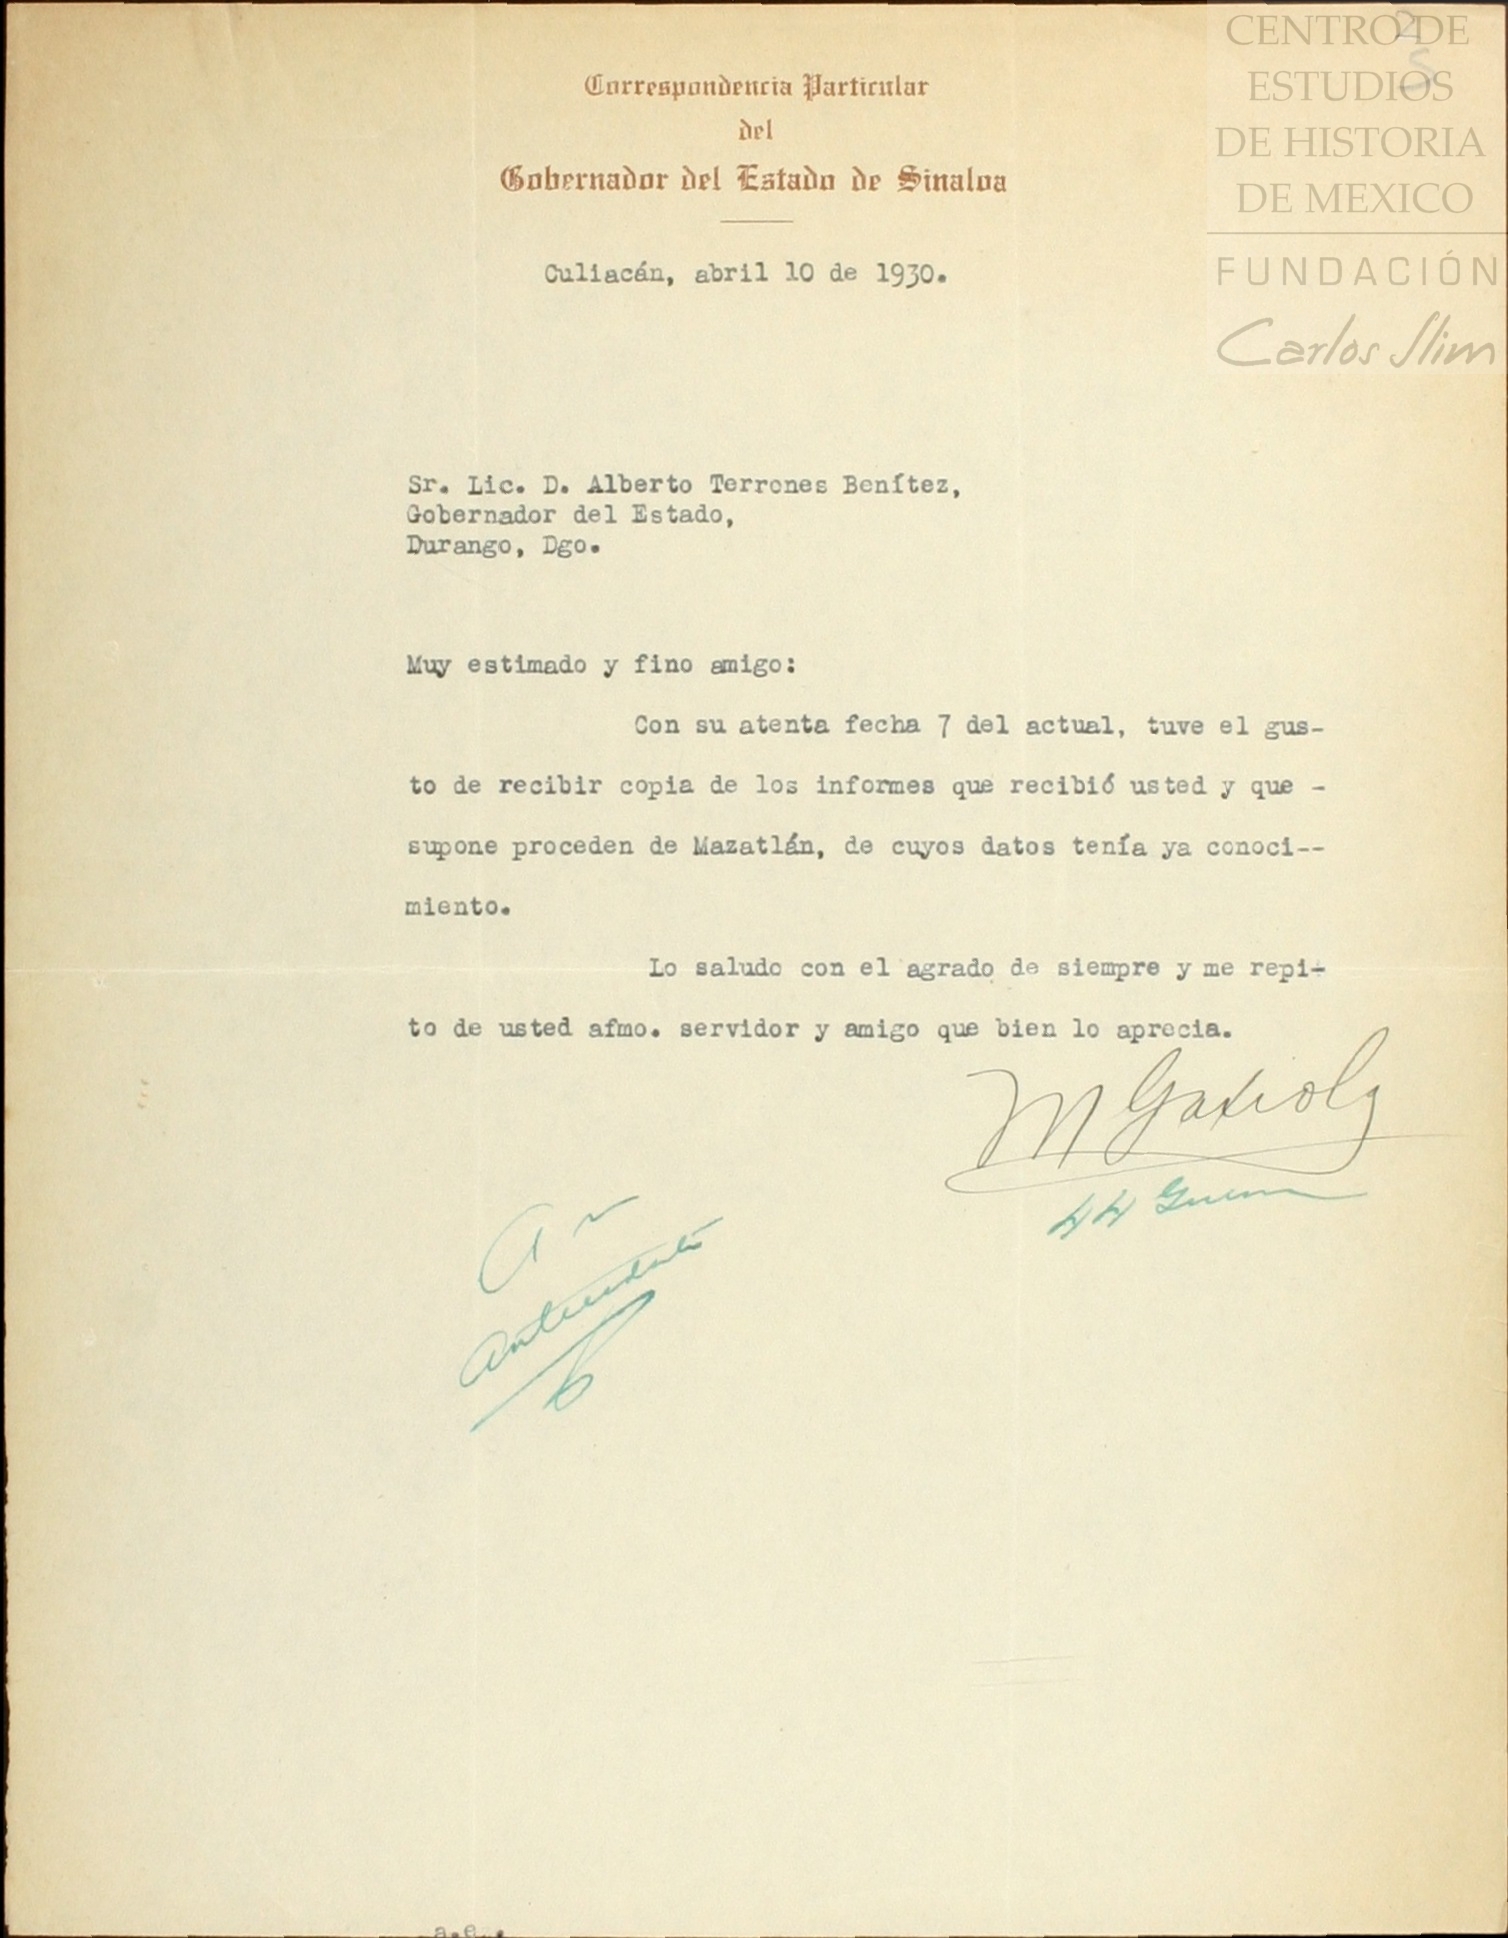 CENTRO DE
ESTUDIOS
DE HISTORIA
DE MEXICO
FUNDACIÓN
Carlos Slim
2
S
Correspondencia Particular
del
Gobernador del Estado de Sinaloa
Culiacán, abril 10 de 1930.
Sr. Lic. D. Alberto Terrones Benítez,
Gobernador del Estado,
Durango, Dgo.
Muy estimado y fino amigo:
Con su atenta fecha 7 del actual, tuve el gus-
to de recibir copia de los informes que recibió usted y que -
supone proceden de Mazatlán, de cuyos datos tenía ya conoci--
miento.
Lo saludo con el agrado de siempre y me repi-
to de usted afmo. servidor y amigo que bien lo aprecia.
M Gaxiola